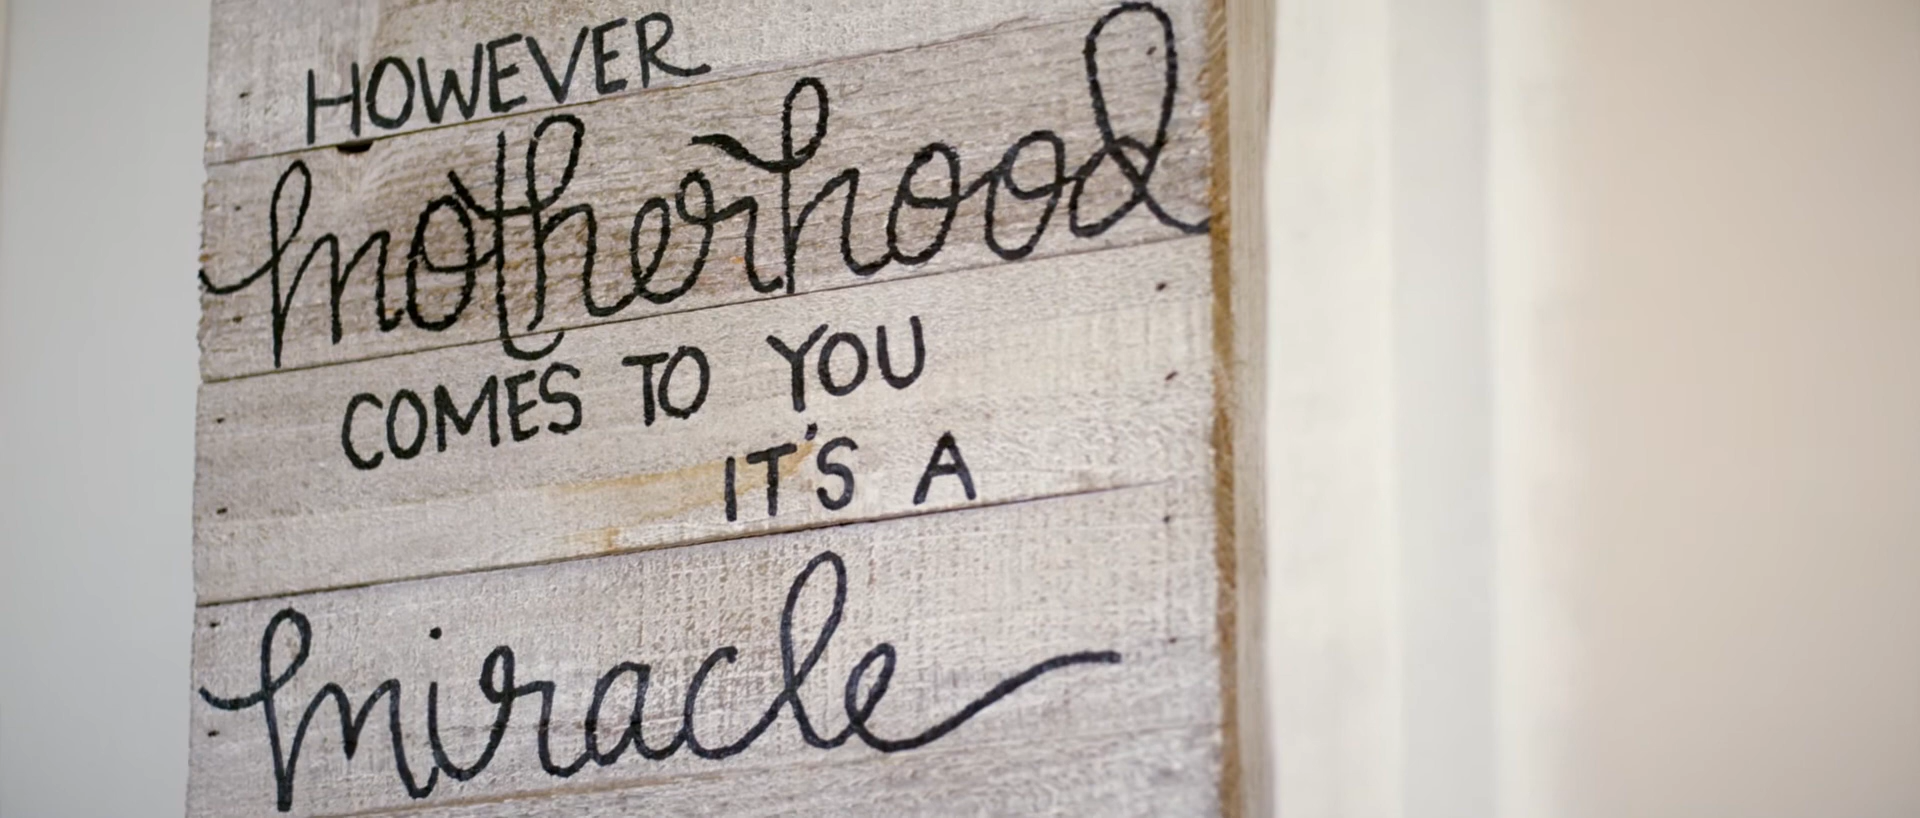 HOWEVER
motherhood
COMES TO YOU
IT'S A
miracle